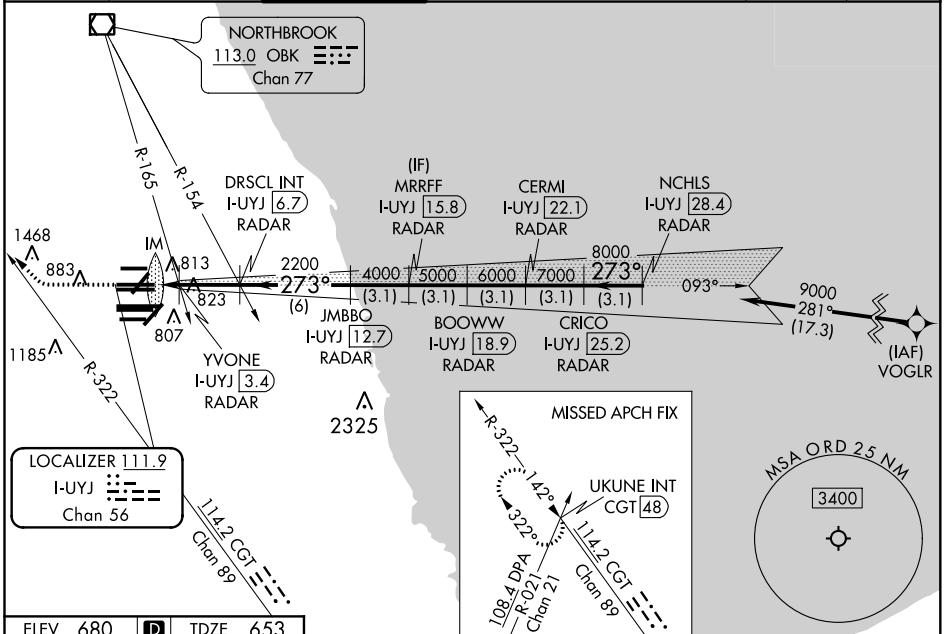 NORTHBROOK
113.0 OBK
Chan 77
R-165
R-154
DRSCL INT
I-UYJ 6.7
RADAR
(IF)
MRRFF
I-UYJ 15.8
RADAR
CERMI
I-UYJ 22.1
RADAR
NCHLS
I-UYJ 28.4
RADAR
1468
883
IM
813
823
807
2200
273°
(6)
4000
(3.1)
5000
(3.1)
6000
(3.1)
7000
(3.1)
8000
273°
(3.1)
093°
9000
281°
(17.3)
(IAF)
VOGLR
JMBBO
I-UYJ 12.7
RADAR
BOOWW
I-UYJ 18.9
RADAR
CRICO
I-UYJ 25.2
RADAR
YVONE
I-UYJ 3.4
RADAR
1185
R-322
2325
LOCALIZER 111.9
I-UYJ
Chan 56
114.2 CGT
Chan 89
MISSED APCH FIX
R-322
142°
322°
UKUNE INT
CGT 48
114.2 CGT
Chan 89
108.4 DPA
R-021
Chan 21
MSA ORD 25 NM
3400
ELEV 680 D TDZE 653